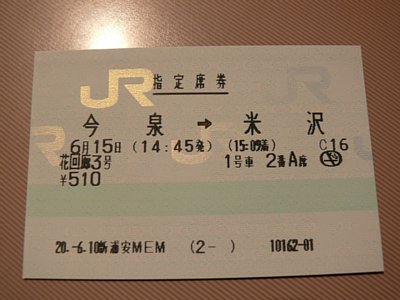 JR 指定席券
今泉 → 米沢
6月15日 (14:45発) (15:09着) C16
花回廊3号 1号車 2番A席
¥510
20.-6.10新浦安MEM (2- ) 10162-01